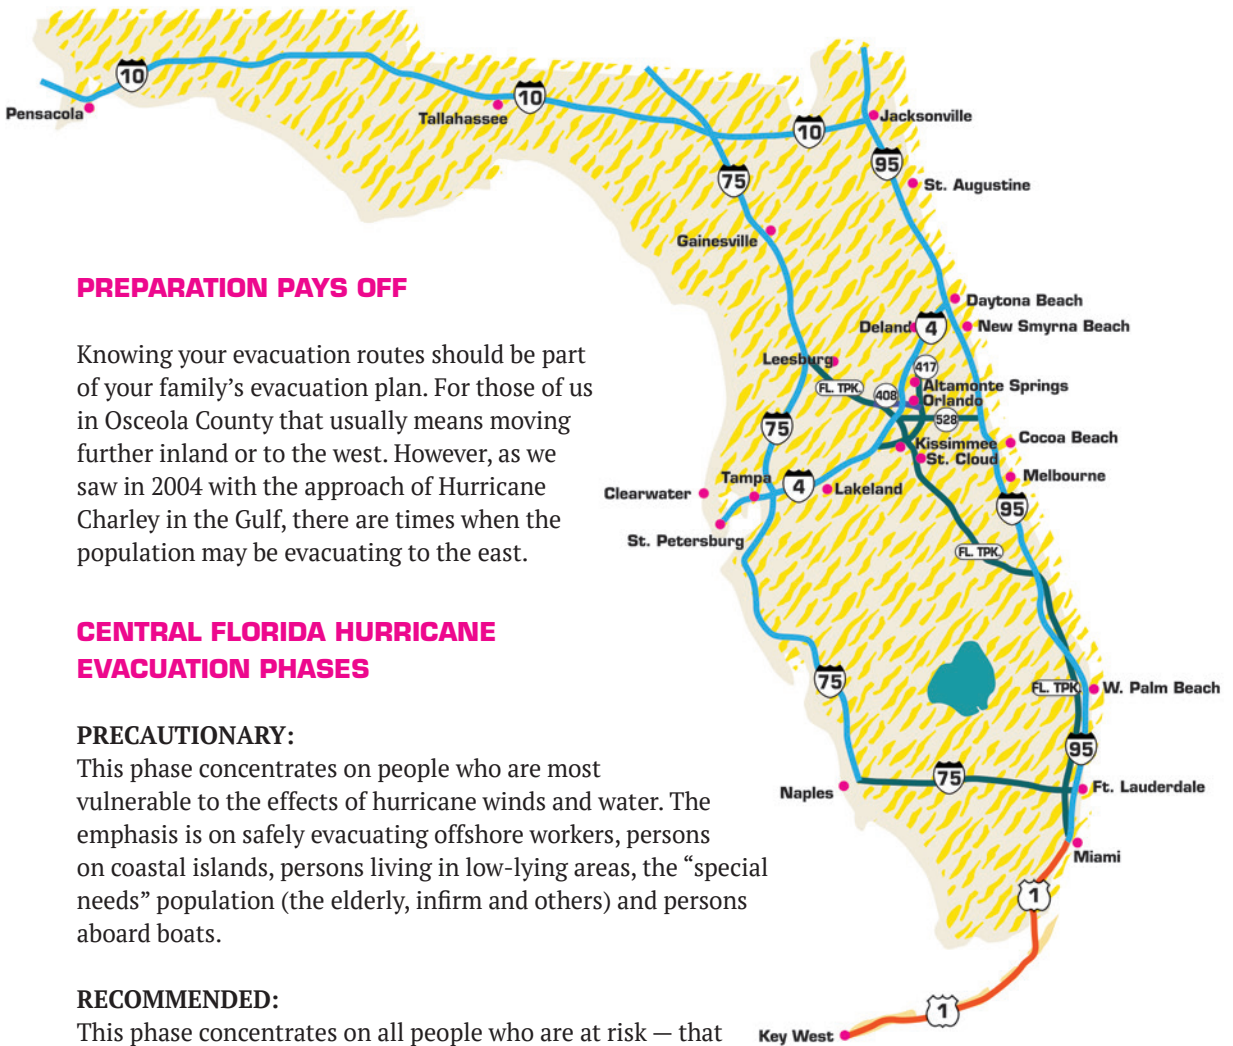 10
Pensacola
Tallahassee
10
10
Jacksonville
75
95
St. Augustine
Gainesville
Daytona Beach
Deland
4
New Smyrna Beach
Leesburg
417
FL. TPK.
408
Altamonte Springs
Orlando
528
75
Kissimmee
St. Cloud
Cocoa Beach
Tampa
4
Lakeland
Melbourne
Clearwater
95
St. Petersburg
FL. TPK.
75
FL. TPK.
W. Palm Beach
95
75
Naples
Ft. Lauderdale
Miami
1
1
Key West
PREPARATION PAYS OFF
Knowing your evacuation routes should be part
of your family’s evacuation plan. For those of us
in Osceola County that usually means moving
further inland or to the west. However, as we
saw in 2004 with the approach of Hurricane
Charley in the Gulf, there are times when the
population may be evacuating to the east.
CENTRAL FLORIDA HURRICANE
EVACUATION PHASES
PRECAUTIONARY:
This phase concentrates on people who are most
vulnerable to the effects of hurricane winds and water. The
emphasis is on safely evacuating offshore workers, persons
on coastal islands, persons living in low-lying areas, the “special
needs” population (the elderly, infirm and others) and persons
aboard boats.
RECOMMENDED:
This phase concentrates on all people who are at risk — that